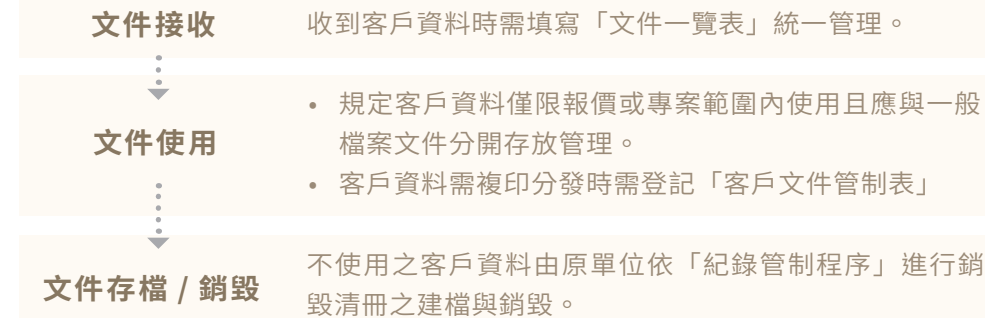 文件接收
收到客戶資料時需填寫「文件一覽表」統一管理。
文件使用
• 規定客戶資料僅限報價或專案範圍內使用且應與一般
檔案文件分開存放管理。
• 客戶資料需複印分發時需登記「客戶文件管制表」
文件存檔 / 銷毀
不使用之客戶資料由原單位依「紀錄管制程序」進行銷
毀清冊之建檔與銷毀。